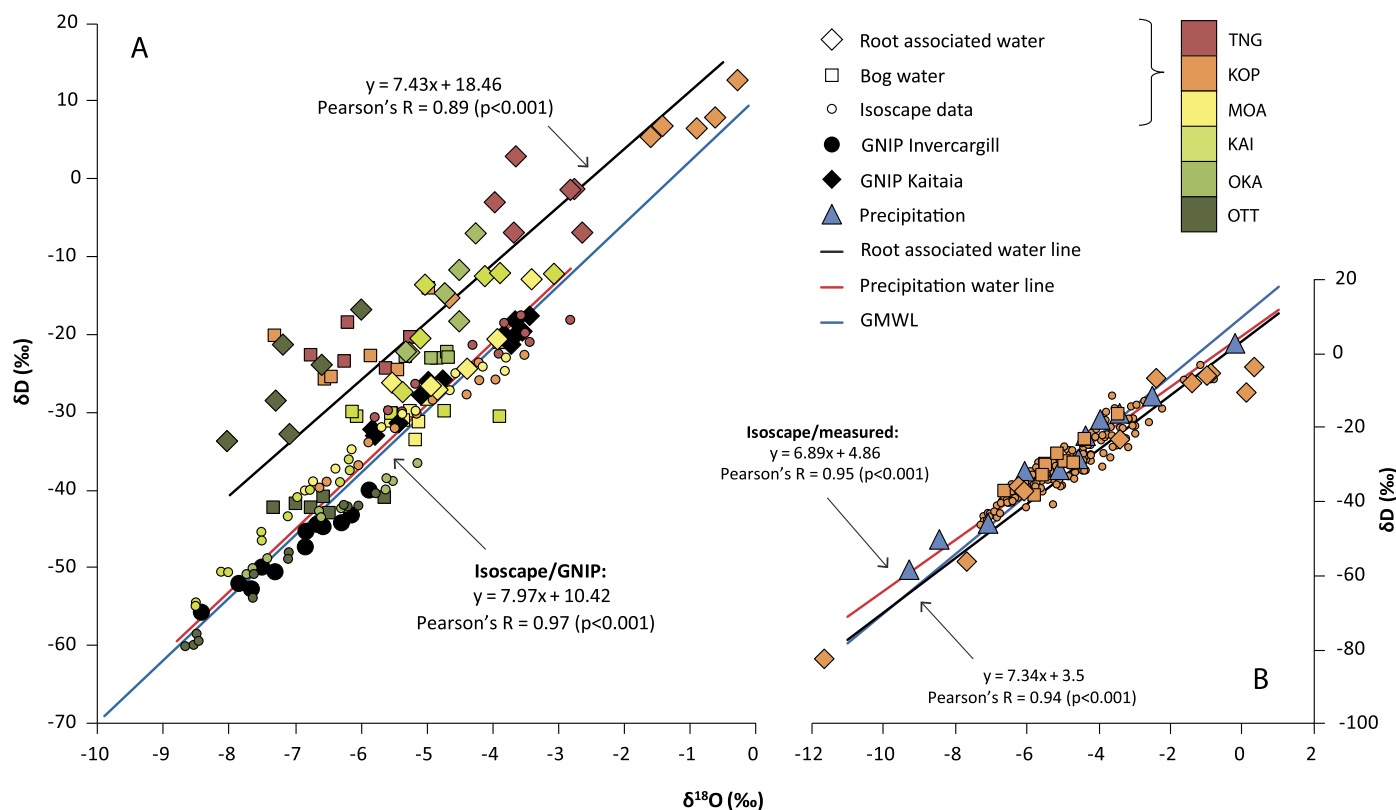 A
y = 7.43x + 18.46
Pearson's R = 0.89 (p<0.001)
Isoscape/GNIP:
y = 7.97x + 10.42
Pearson's R = 0.97 (p<0.001)
δD (‰)
20
10
0
-10
-20
-30
-40
-50
-60
-70
-10
-9
-8
-7
-6
-5
-4
-3
-2
-1
0
δ¹⁸O (‰)
Root associated water
Bog water
Isoscape data
GNIP Invercargill
GNIP Kaitaia
Precipitation
Root associated water line
Precipitation water line
GMWL
TNG
KOP
MOA
KAI
OKA
OTT
Isoscape/measured:
y = 6.89x + 4.86
Pearson's R = 0.95 (p<0.001)
y = 7.34x + 3.5
Pearson's R = 0.94 (p<0.001)
B
20
0
-20
-40
-60
-80
-100
δD (‰)
-12
-10
-8
-6
-4
-2
0
2